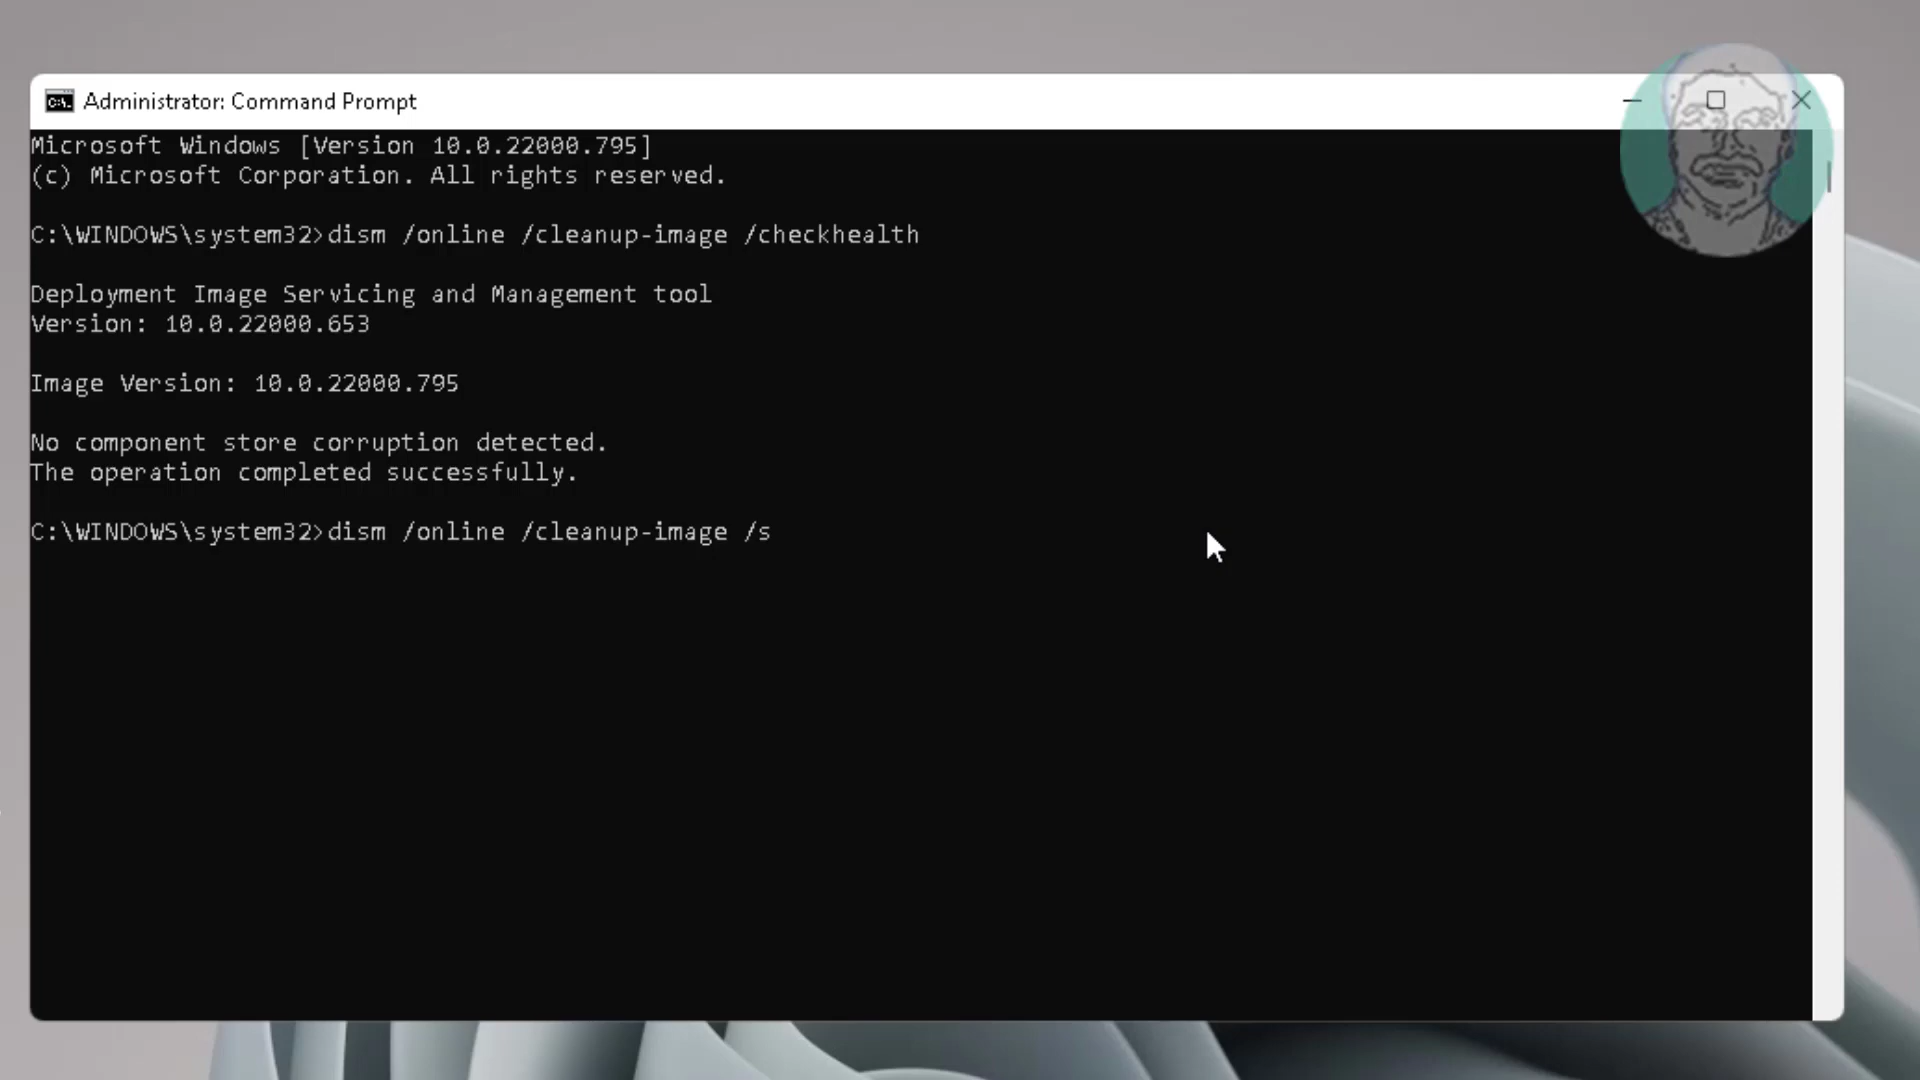 Administrator: Command Prompt
Microsoft Windows [Version 10.0.22000.795]
(c) Microsoft Corporation. All rights reserved.
C:\WINDOWS\system32>dism /online /cleanup-image /checkhealth
Deployment Image Servicing and Management tool
Version: 10.0.22000.653
Image Version: 10.0.22000.795
No component store corruption detected.
The operation completed successfully.
C:\WINDOWS\system32>dism /online /cleanup-image /s